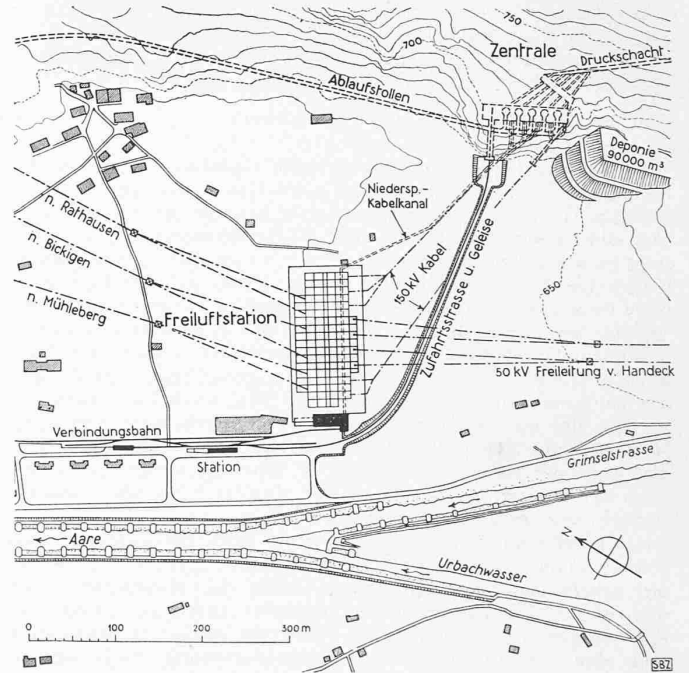 750
700
Zentrale
Druckschacht
Ablaufstollen
Deponie
90000 m³
Niedersp.-
Kabelkanal
n. Rathausen
n. Bickigen
n. Mühleberg
150 kV Kabel
Zufahrtsstrasse u. Geleise
650
Freiluftstation
50 kV Freileitung v. Handeck
Verbindungsbahn
Station
Grimselstrasse
Aare
N
Urbachwasser
0 100 200 300 m
SBZ